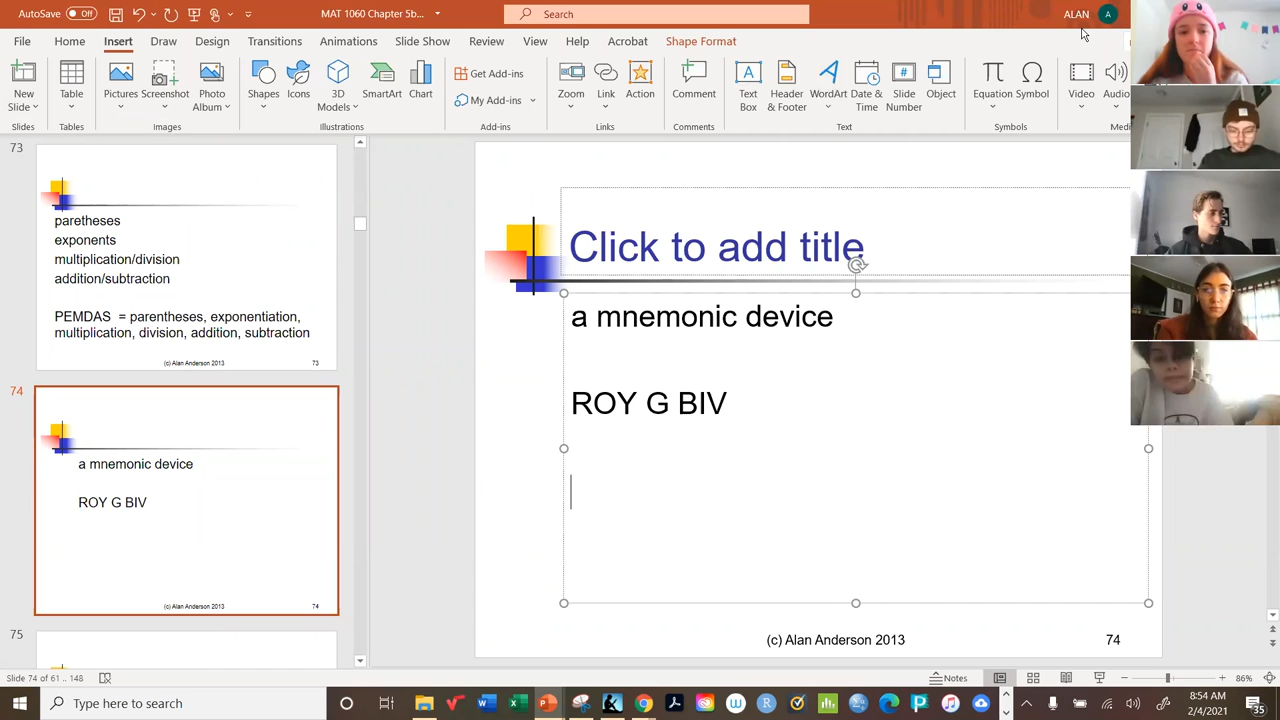 AutoSave Off
MAT 1060 Chapter 5b...
Search
ALAN
A
File Home Insert Draw Design Transitions Animations Slide Show Review View Help Acrobat Shape Format
New Slide
Table
Pictures
Screenshot
Photo Album
Shapes
Icons
3D Models
SmartArt
Chart
Get Add-ins
My Add-ins
Zoom
Link
Action
Comment
Text Box
Header & Footer
WordArt
Date & Time
Slide Number
Object
Equation
Symbol
Video
Audio
Slides Tables Images Illustrations Add-ins Links Comments Text Symbols Medi
73
paretheses
exponents
multiplication/division
addition/subtraction
PEMDAS = parentheses, exponentiation,
multiplication, division, addition, subtraction
(c) Alan Anderson 2013 73
74
a mnemonic device
ROY G BIV
(c) Alan Anderson 2013 74
75
Click to add title
a mnemonic device
ROY G BIV
(c) Alan Anderson 2013 74
Slide 74 of 61 .. 148
Notes
86%
Type here to search
8:54 AM
2/4/2021
35